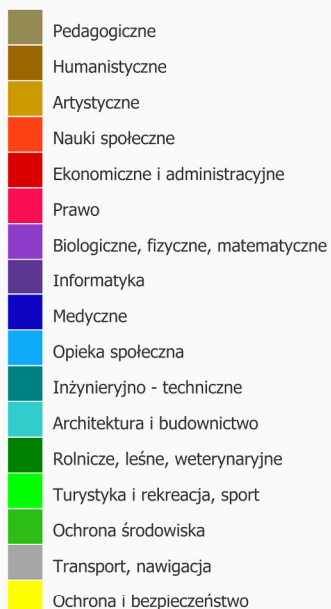 Pedagogiczne
Humanistyczne
Artystyczne
Nauki społeczne
Ekonomiczne i administracyjne
Prawo
Biologiczne, fizyczne, matematyczne
Informatyka
Medyczne
Opieka społeczna
Inżynieryjno - techniczne
Architektura i budownictwo
Rolnicze, leśne, weterynaryjne
Turystyka i rekreacja, sport
Ochrona środowiska
Transport, nawigacja
Ochrona i bezpieczeństwo